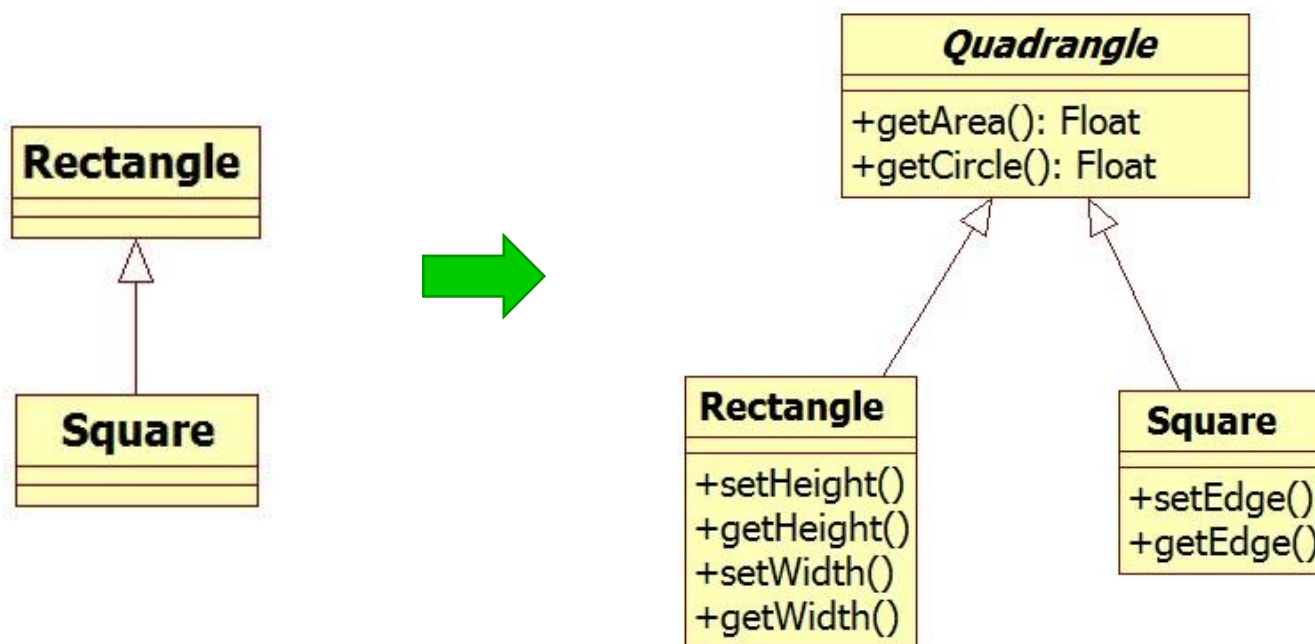 Rectangle
Square
Quadrangle
+getArea(): Float
+getCircle(): Float
Rectangle
+setHeight()
+getHeight()
+setWidth()
+getWidth()
Square
+setEdge()
+getEdge()